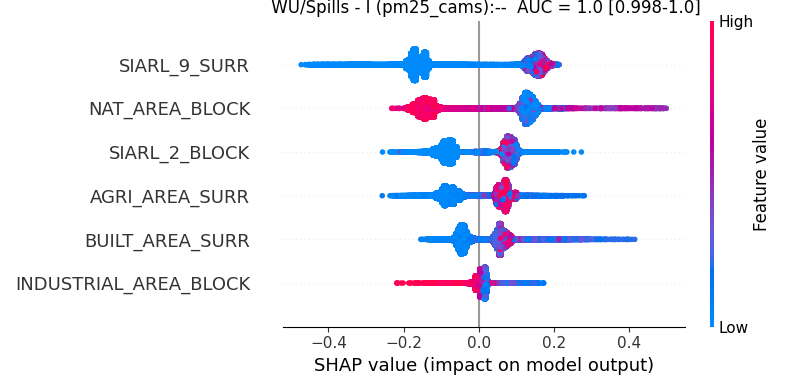 WU/Spills - I (pm25_cams):-- AUC = 1.0 [0.998-1.0]
High
SIARL_9_SURR
NAT_AREA_BLOCK
SIARL_2_BLOCK
AGRI_AREA_SURR
BUILT_AREA_SURR
INDUSTRIAL_AREA_BLOCK
Feature value
Low
−0.4 −0.2 0.0 0.2 0.4
SHAP value (impact on model output)